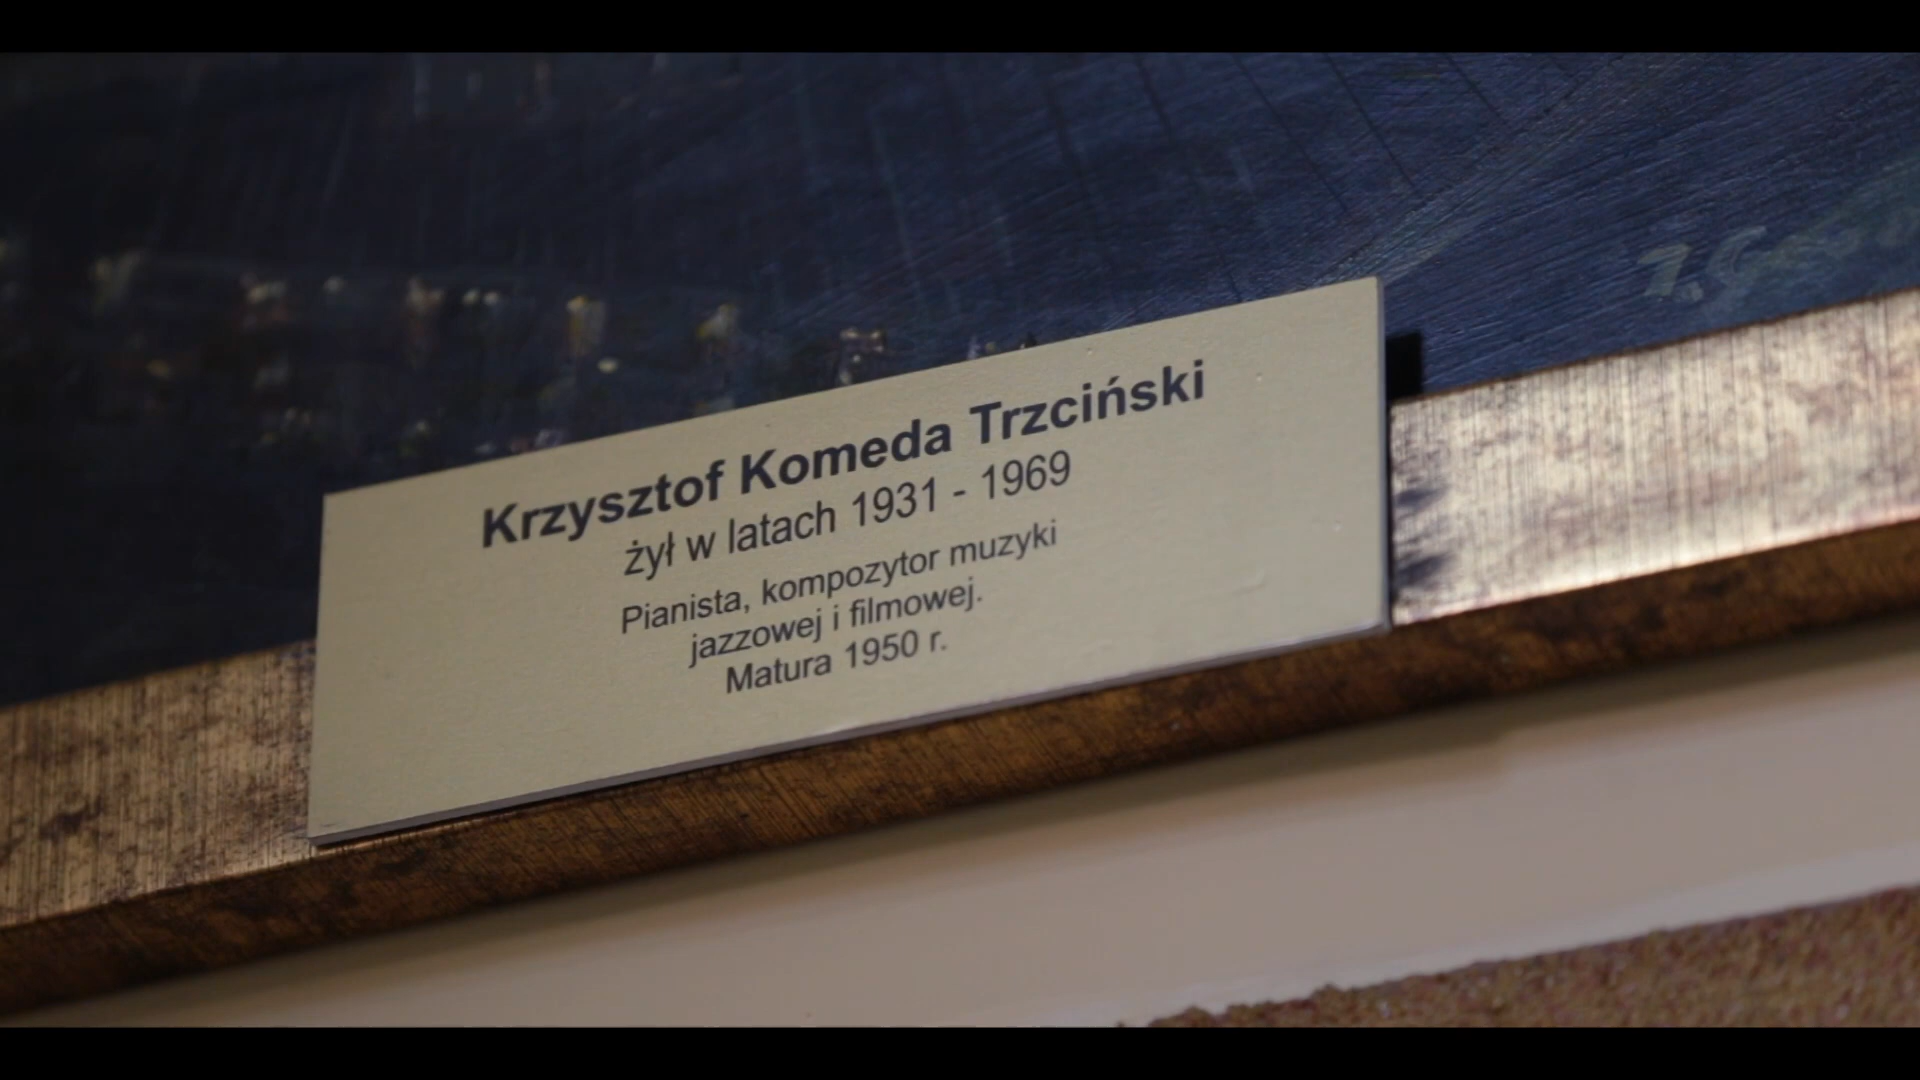 Krzysztof Komeda Trzciński
żył w latach 1931 - 1969
Pianista, kompozytor muzyki
jazzowej i filmowej.
Matura 1950 r.